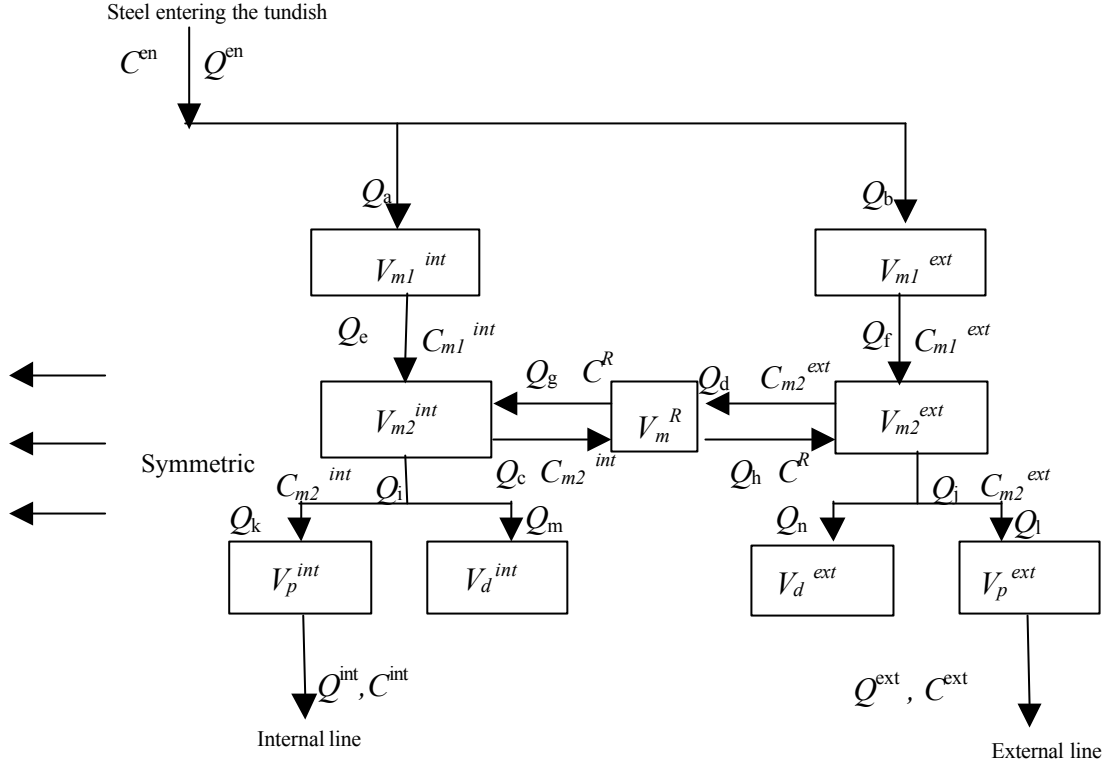 Steel entering the tundish
C^en Q^en
Q_a Q_b
V_m1^int V_m1^ext
Q_e C_m1^int Q_f C_m1^ext
Q_g C^R Q_d C_m2^ext
V_m2^int V_m^R V_m2^ext
Symmetric
C_m2^int Q_i Q_c C_m2^int Q_h C^R Q_j C_m2^ext
Q_k Q_m Q_n Q_l
V_p^int V_d^int V_d^ext V_p^ext
Q^int, C^int Q^ext, C^ext
Internal line External line